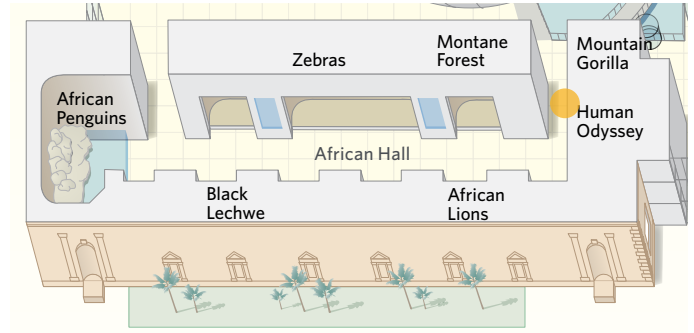 Zebras
Montane
Forest
Mountain
Gorilla
African
Penguins
Human
Odyssey
African Hall
Black
Lechwe
African
Lions